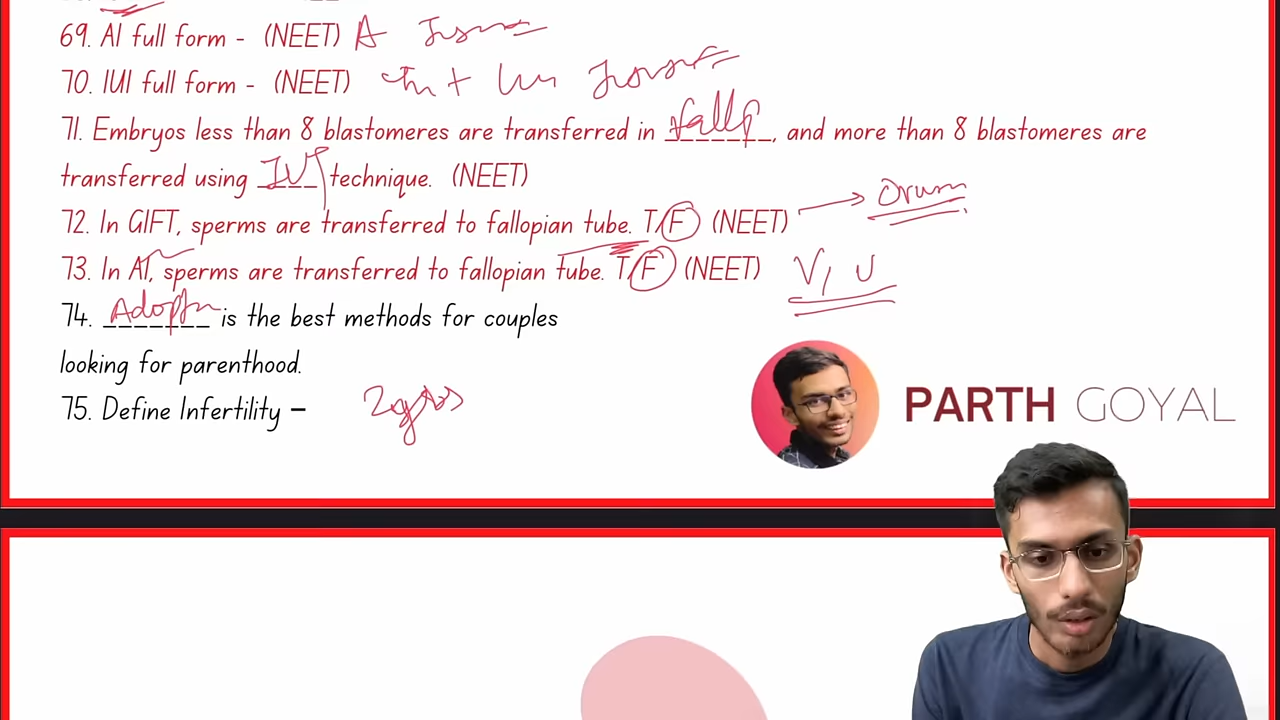 69. AI full form - (NEET) A
70. IUI full form - (NEET)
71. Embryos less than 8 blastomeres are transferred in _______, and more than 8 blastomeres are
transferred using ____ technique. (NEET)
72. In GIFT, sperms are transferred to fallopian tube. T/F (NEET) → Ovum
73. In AI, sperms are transferred to fallopian tube. T/F (NEET) V, U
74. _______ is the best methods for couples
looking for parenthood.
75. Define Infertility –
PARTH GOYAL